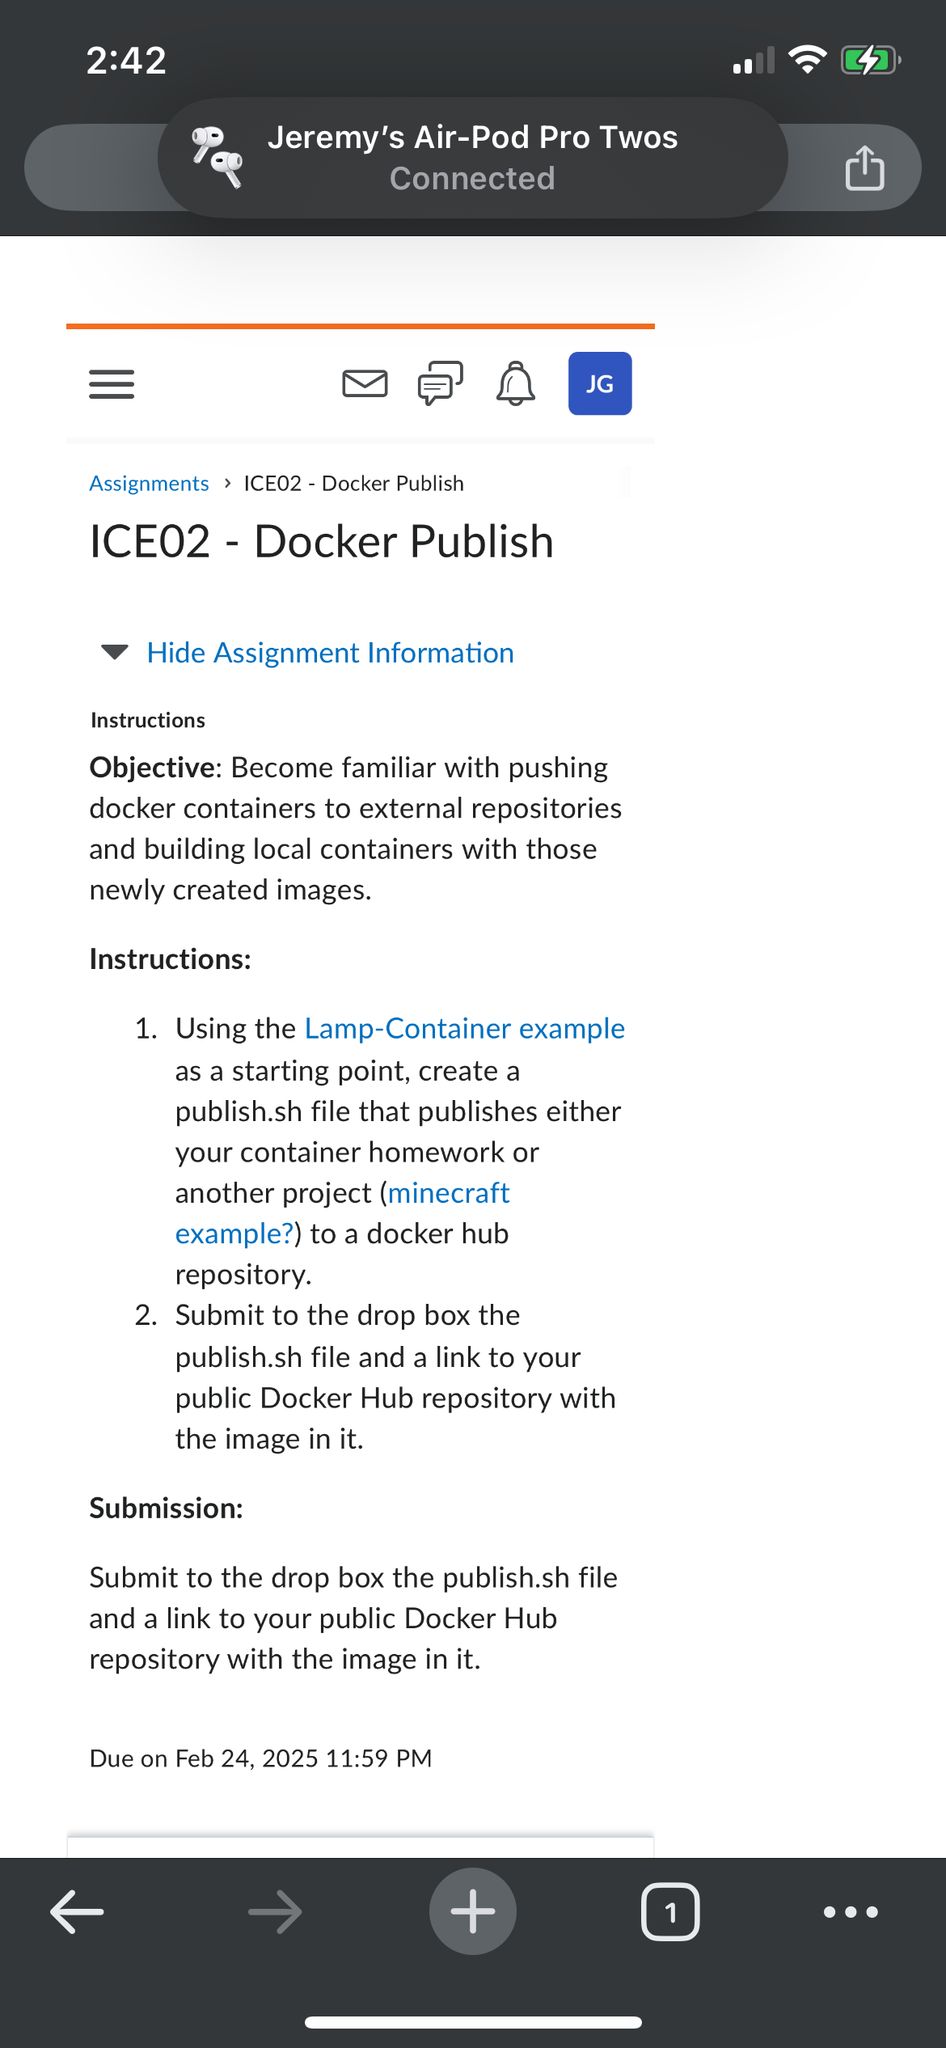 2:42
Jeremy’s Air-Pod Pro Twos
Connected
JG
Assignments › ICE02 - Docker Publish
ICE02 - Docker Publish
Hide Assignment Information
Instructions
Objective: Become familiar with pushing
docker containers to external repositories
and building local containers with those
newly created images.
Instructions:
1. Using the Lamp-Container example
as a starting point, create a
publish.sh file that publishes either
your container homework or
another project (minecraft
example?) to a docker hub
repository.
2. Submit to the drop box the
publish.sh file and a link to your
public Docker Hub repository with
the image in it.
Submission:
Submit to the drop box the publish.sh file
and a link to your public Docker Hub
repository with the image in it.
Due on Feb 24, 2025 11:59 PM
1